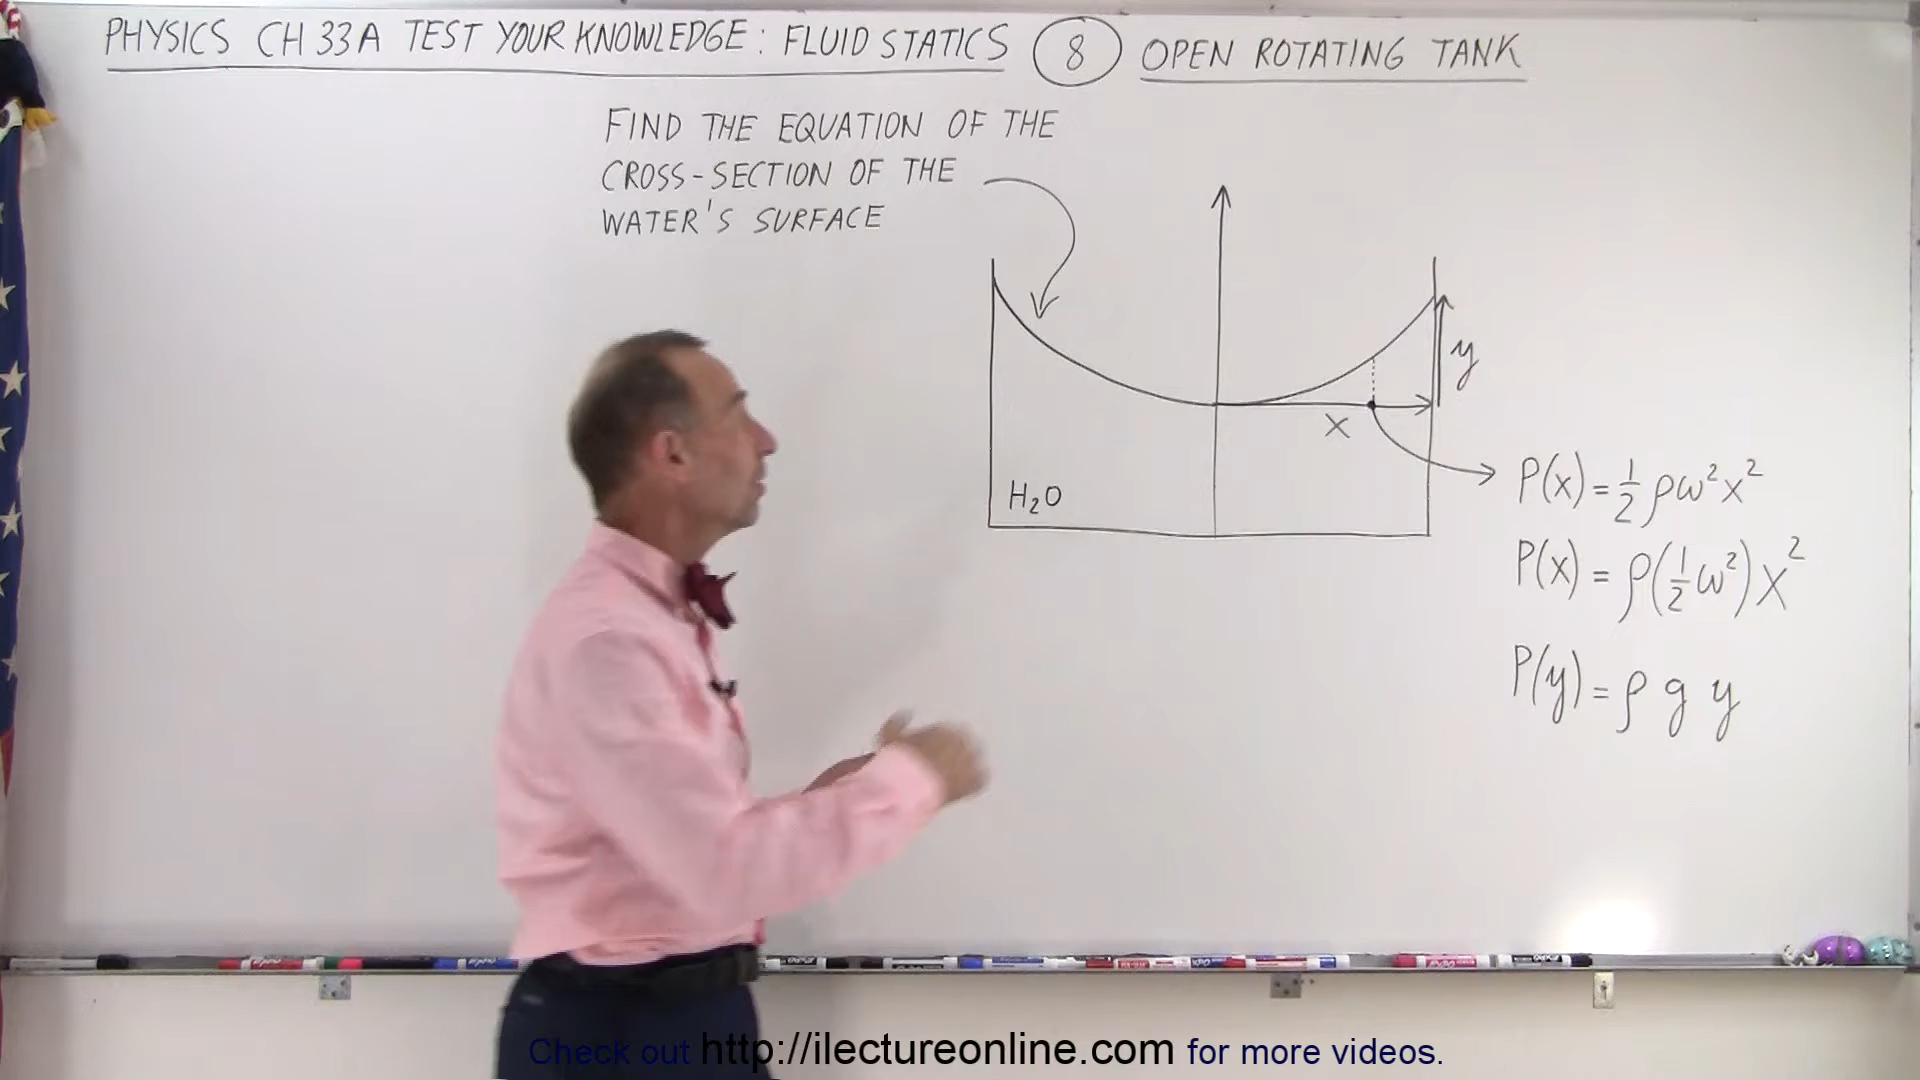 PHYSICS CH 33A TEST YOUR KNOWLEDGE: FLUID STATICS 8 OPEN ROTATING TANK
FIND THE EQUATION OF THE
CROSS-SECTION OF THE
WATER'S SURFACE
y
x
H₂O
P(x) = 1/2 ρω²x²
P(x) = ρ(1/2 ω²)x²
P(y) = ρ g y
Check out http://ilectureonline.com for more videos.